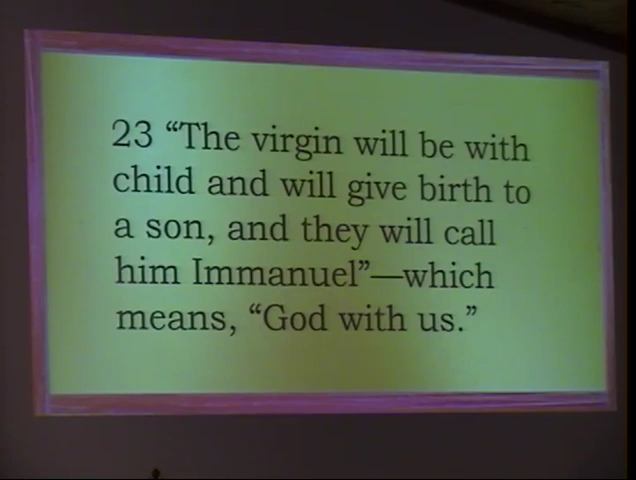 23 “The virgin will be with
child and will give birth to
a son, and they will call
him Immanuel”—which
means, “God with us.”